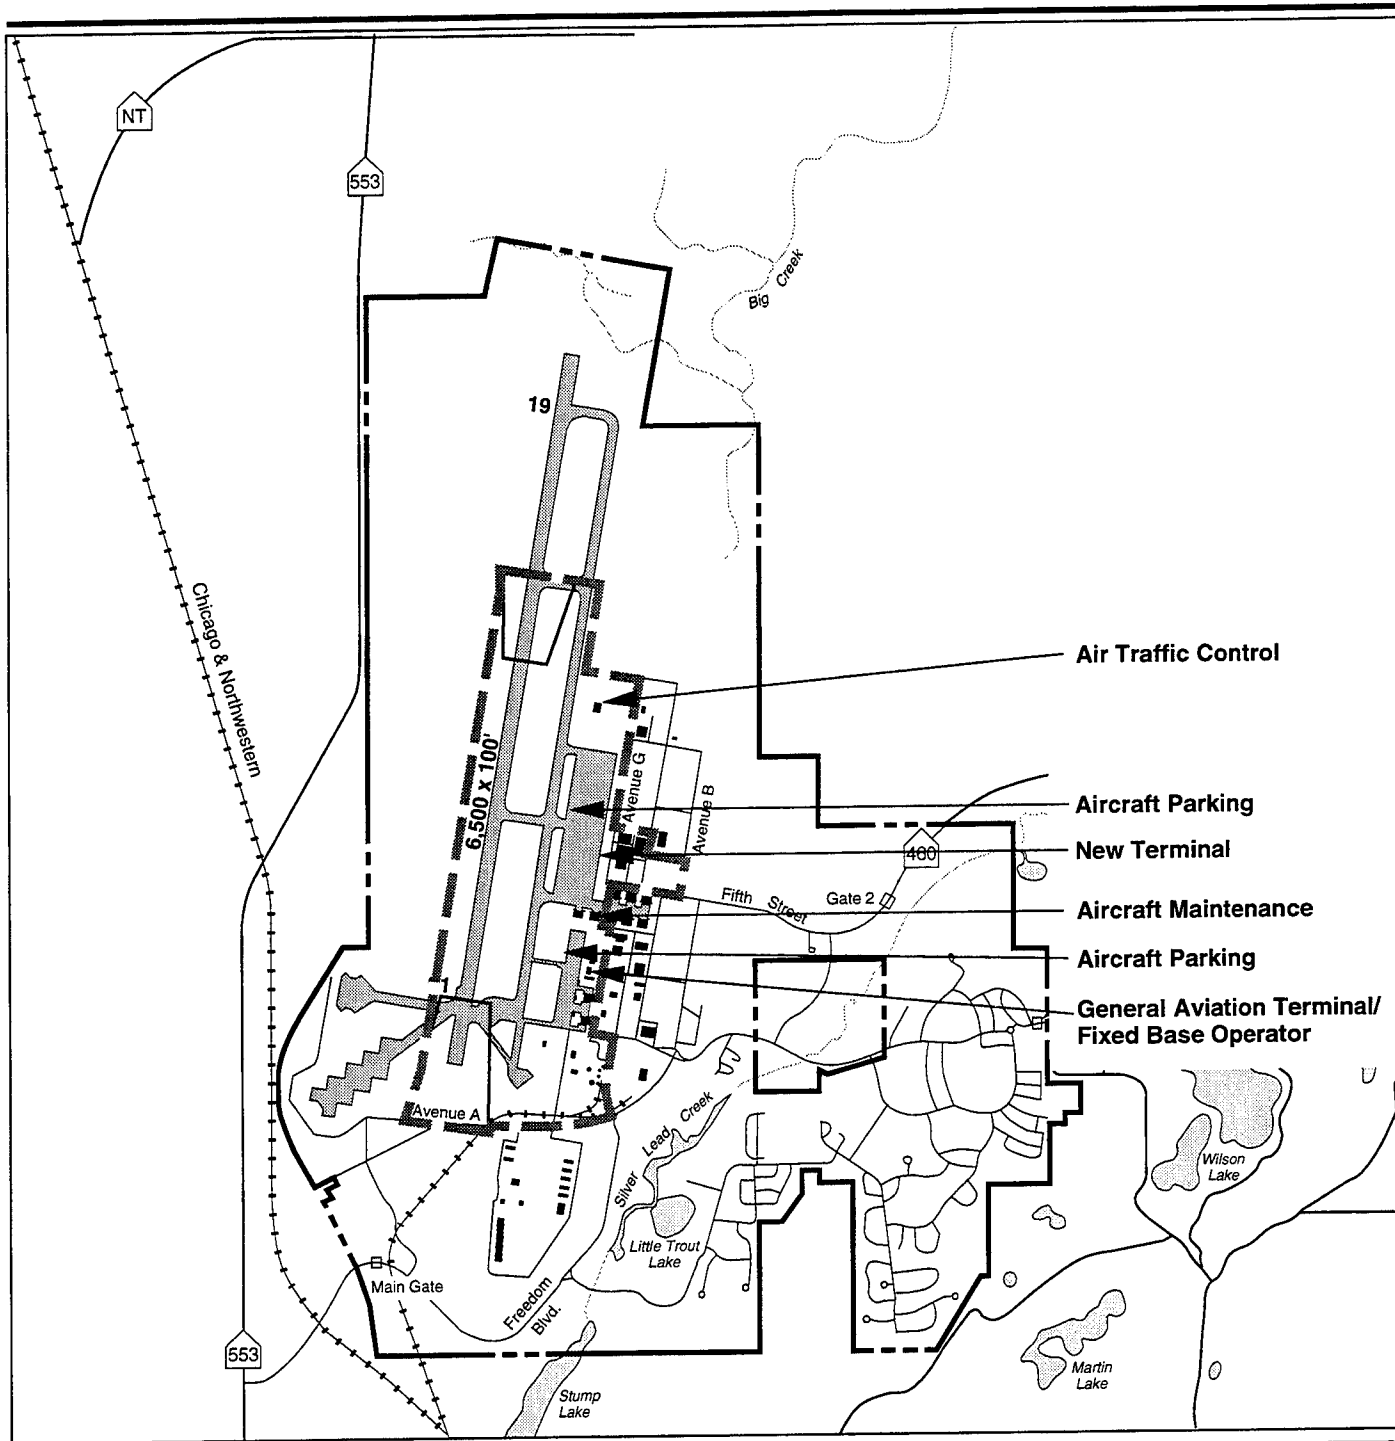 NT
553
Big Creek
19
Chicago & Northwestern
Air Traffic Control
6,500 x 100'
Avenue G
Avenue B
Aircraft Parking
460
New Terminal
Fifth Street
Gate 2
Aircraft Maintenance
Aircraft Parking
1
General Aviation Terminal/
Fixed Base Operator
Avenue A
Silver Lead Creek
Wilson
Lake
Little Trout
Lake
Main Gate
Freedom
Blvd.
553
Stump
Lake
Martin
Lake